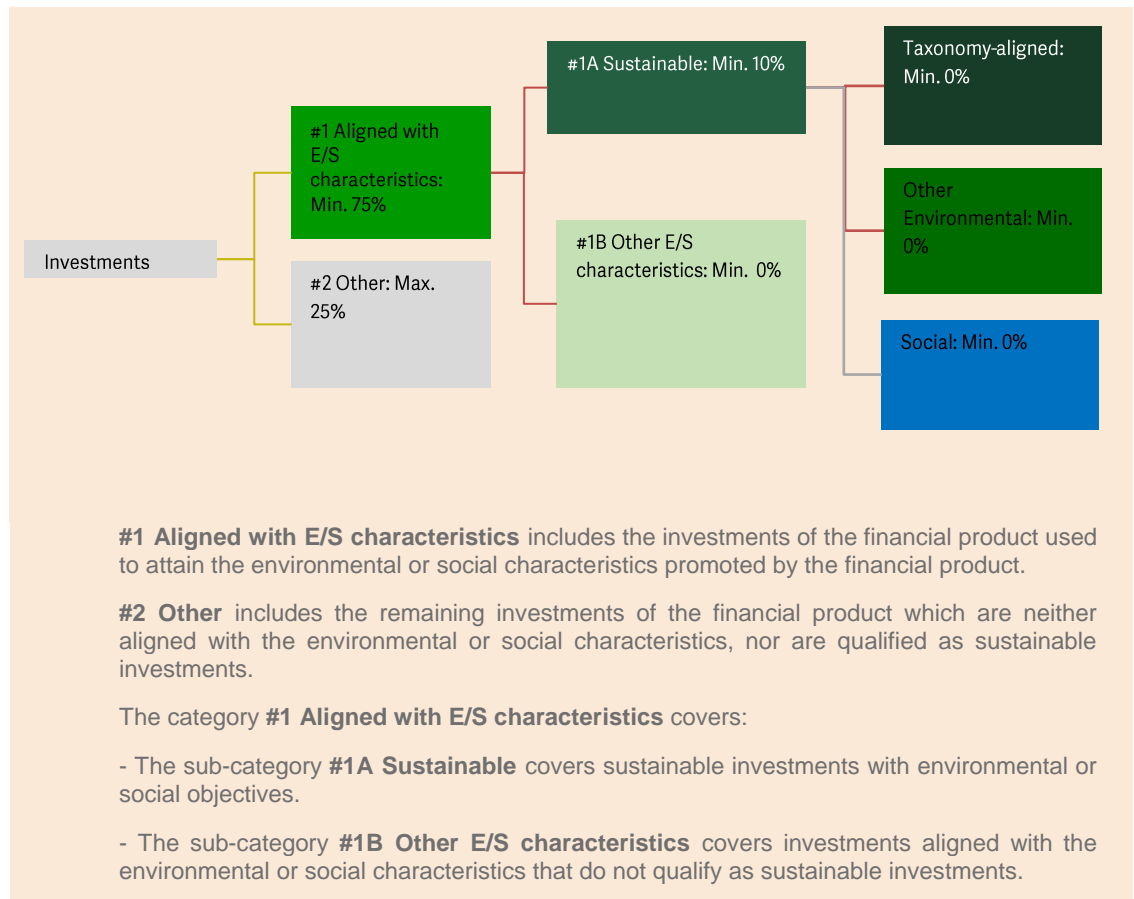 Investments
#1 Aligned with
E/S
characteristics:
Min. 75%
#2 Other: Max.
25%
#1A Sustainable: Min. 10%
#1B Other E/S
characteristics: Min. 0%
Taxonomy-aligned:
Min. 0%
Other
Environmental: Min.
0%
Social: Min. 0%
#1 Aligned with E/S characteristics includes the investments of the financial product used
to attain the environmental or social characteristics promoted by the financial product.
#2 Other includes the remaining investments of the financial product which are neither
aligned with the environmental or social characteristics, nor are qualified as sustainable
investments.
The category #1 Aligned with E/S characteristics covers:
- The sub-category #1A Sustainable covers sustainable investments with environmental or
social objectives.
- The sub-category #1B Other E/S characteristics covers investments aligned with the
environmental or social characteristics that do not qualify as sustainable investments.